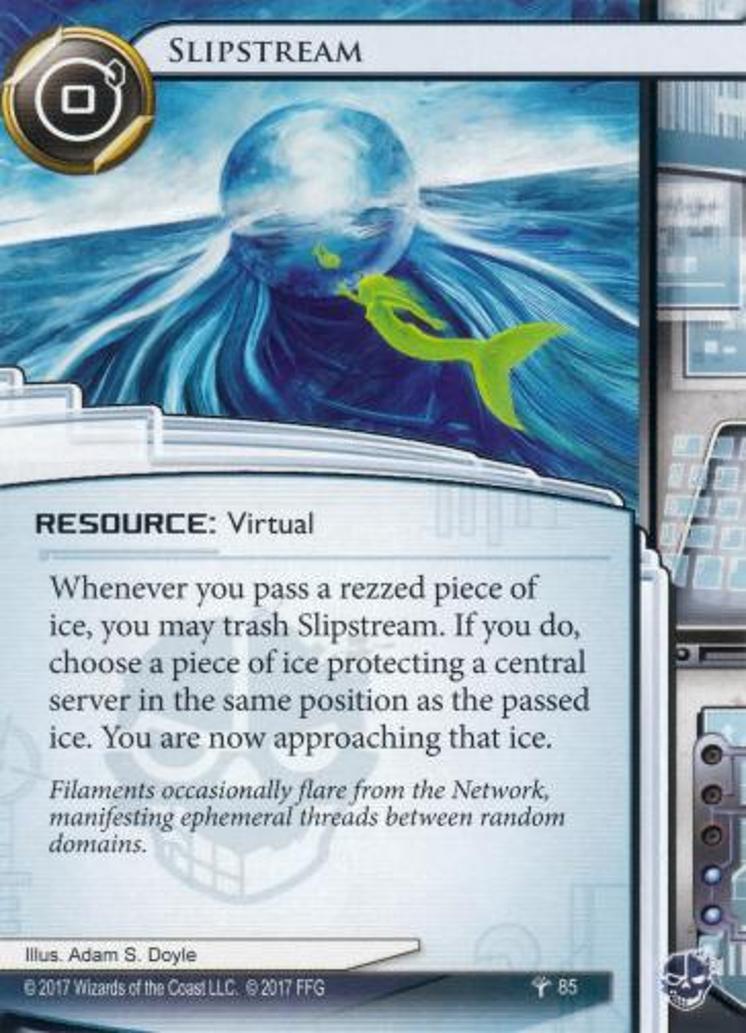 SLIPSTREAM
RESOURCE: Virtual
Whenever you pass a rezzed piece of
ice, you may trash Slipstream. If you do,
choose a piece of ice protecting a central
server in the same position as the passed
ice. You are now approaching that ice.
Filaments occasionally flare from the Network,
manifesting ephemeral threads between random
domains.
Illus. Adam S. Doyle
© 2017 Wizards of the Coast LLC. © 2017 FFG
85